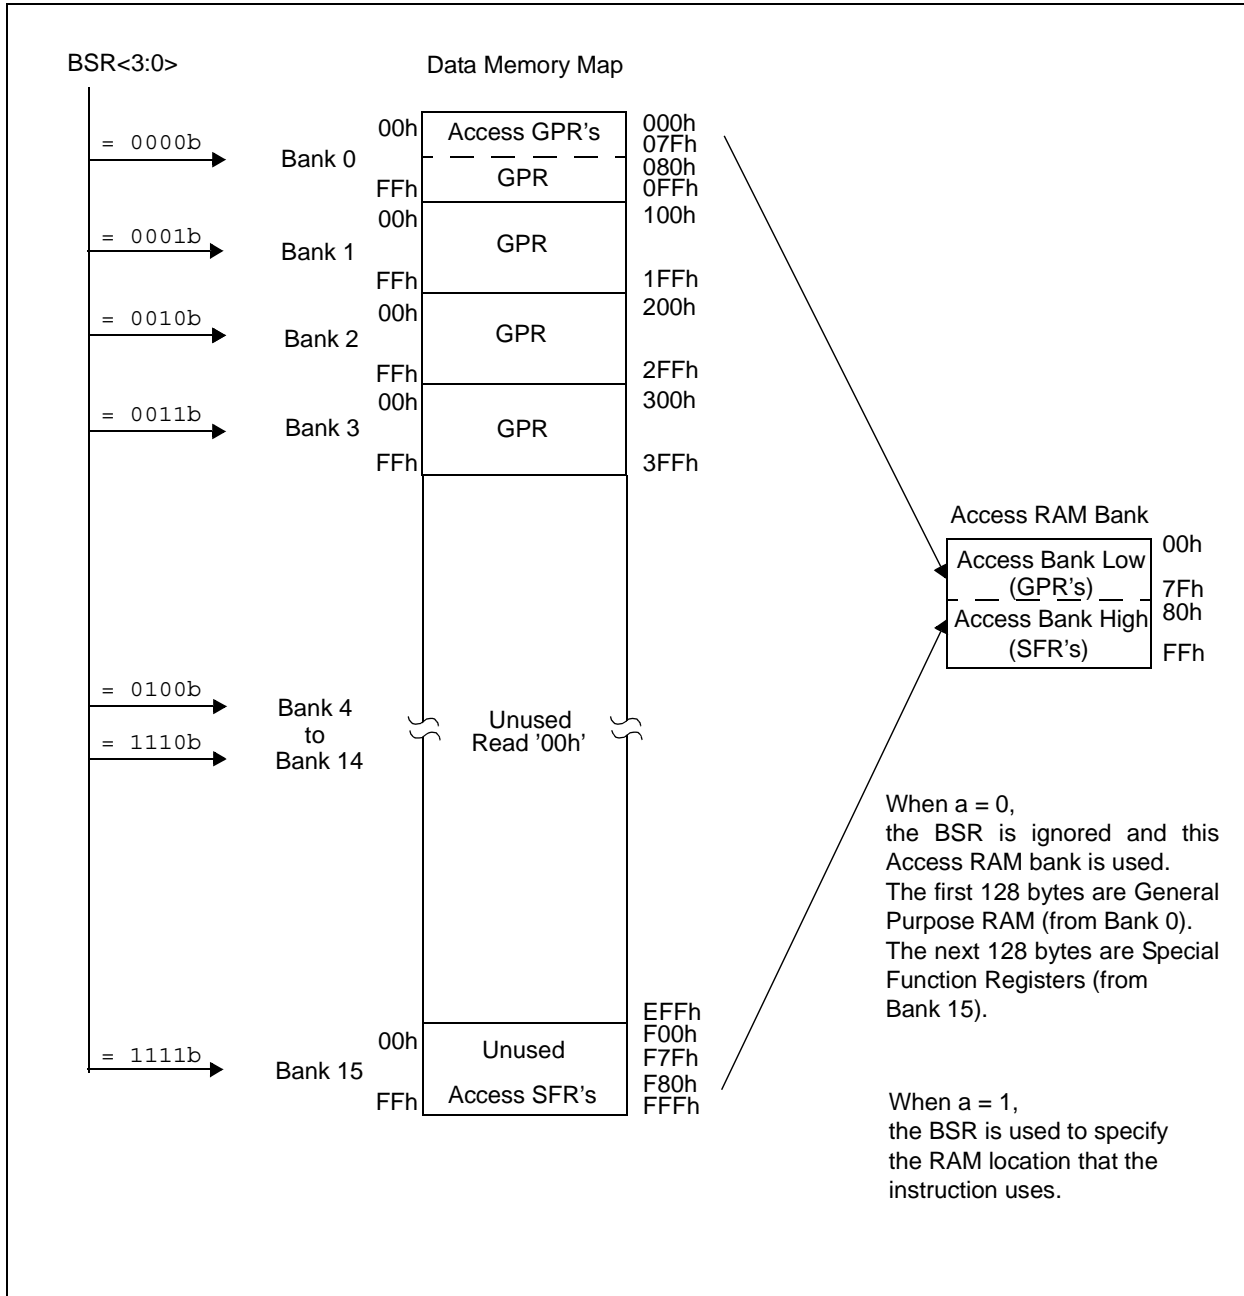 BSR<3:0>
Data Memory Map
= 0000b
Bank 0
00h
Access GPR's
000h
07Fh
FFh
GPR
080h
0FFh
= 0001b
Bank 1
00h
GPR
100h
FFh
1FFh
= 0010b
Bank 2
00h
GPR
200h
FFh
2FFh
= 0011b
Bank 3
00h
GPR
300h
FFh
3FFh
Access RAM Bank
Access Bank Low
(GPR's)
00h
7Fh
Access Bank High
(SFR's)
80h
FFh
= 0100b
= 1110b
Bank 4
to
Bank 14
Unused
Read '00h'
EFFh
= 1111b
Bank 15
00h
Unused
F00h
F7Fh
FFh
Access SFR's
F80h
FFFh
When a = 0,
the BSR is ignored and this
Access RAM bank is used.
The first 128 bytes are General
Purpose RAM (from Bank 0).
The next 128 bytes are Special
Function Registers (from
Bank 15).
When a = 1,
the BSR is used to specify
the RAM location that the
instruction uses.